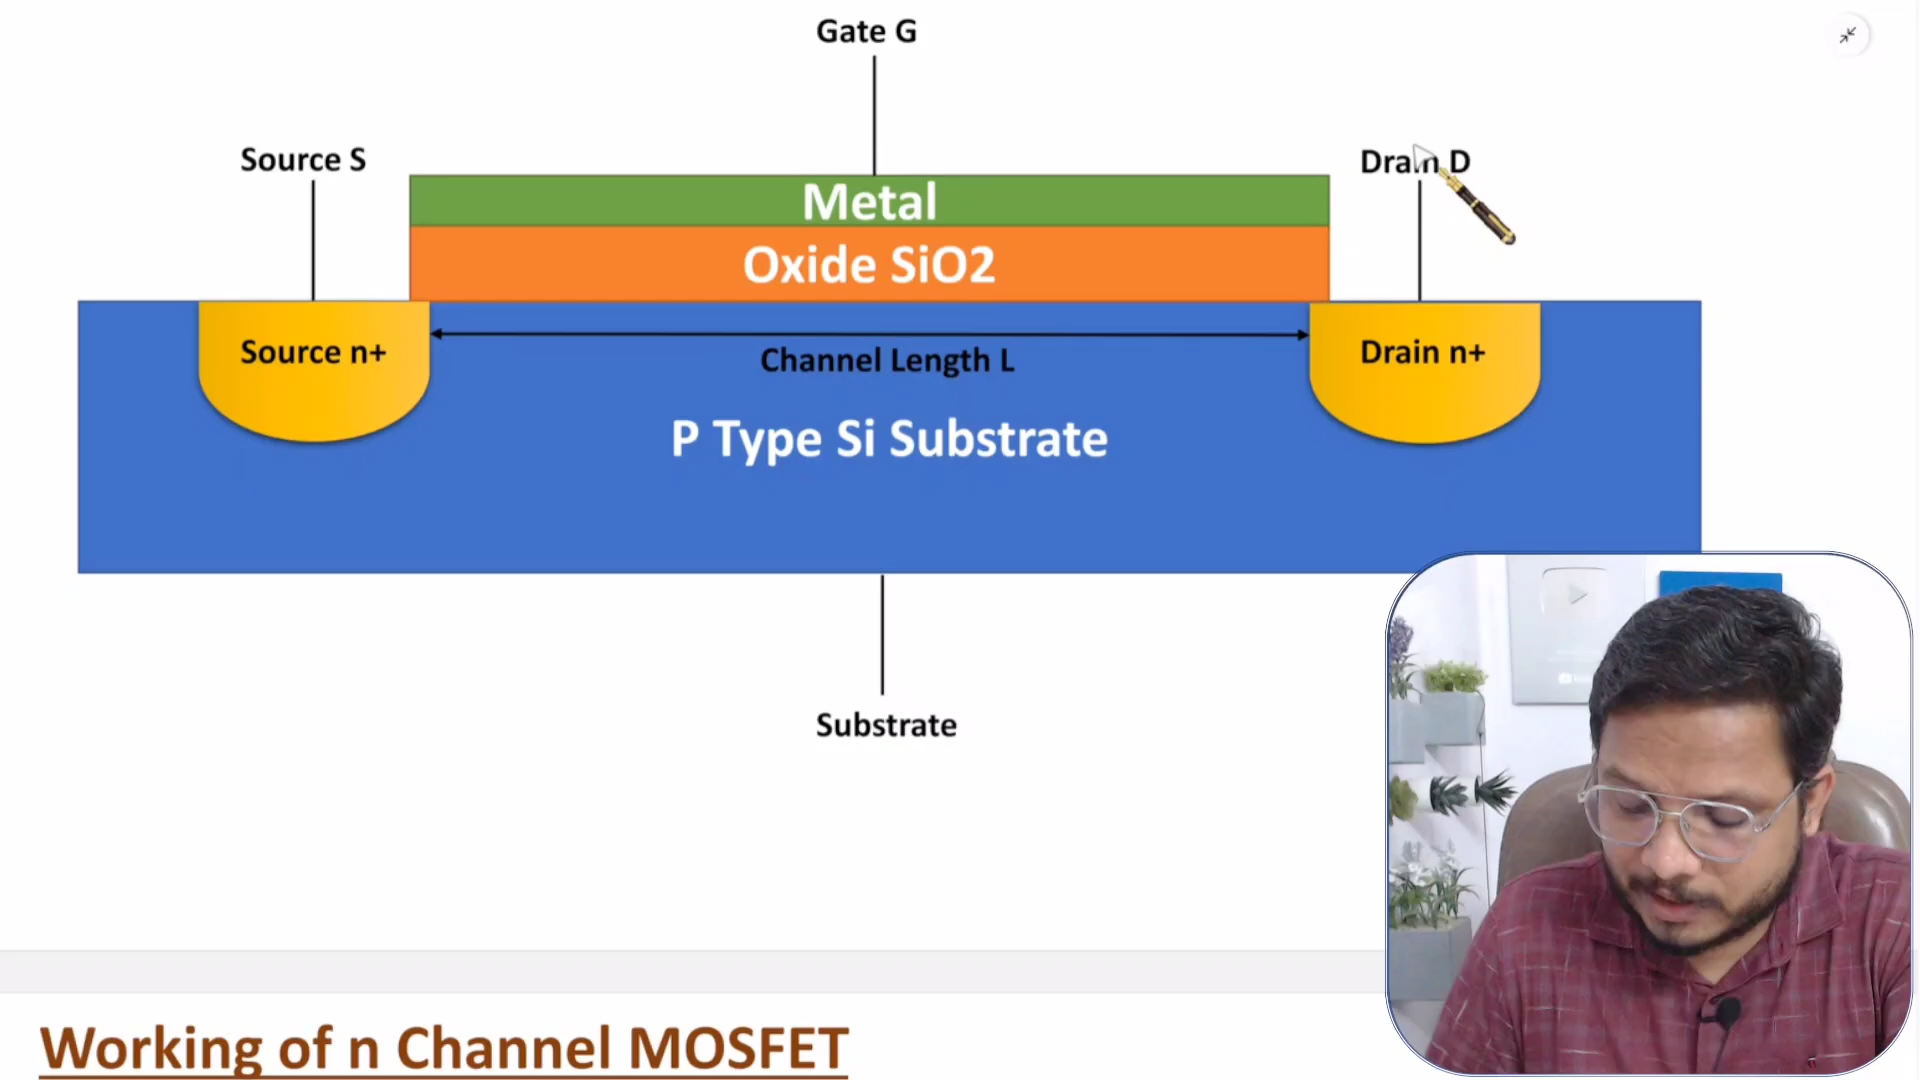 Gate G
Source S
Drain D
Metal
Oxide SiO2
Source n+
Channel Length L
Drain n+
P Type Si Substrate
Substrate
Working of n Channel MOSFET